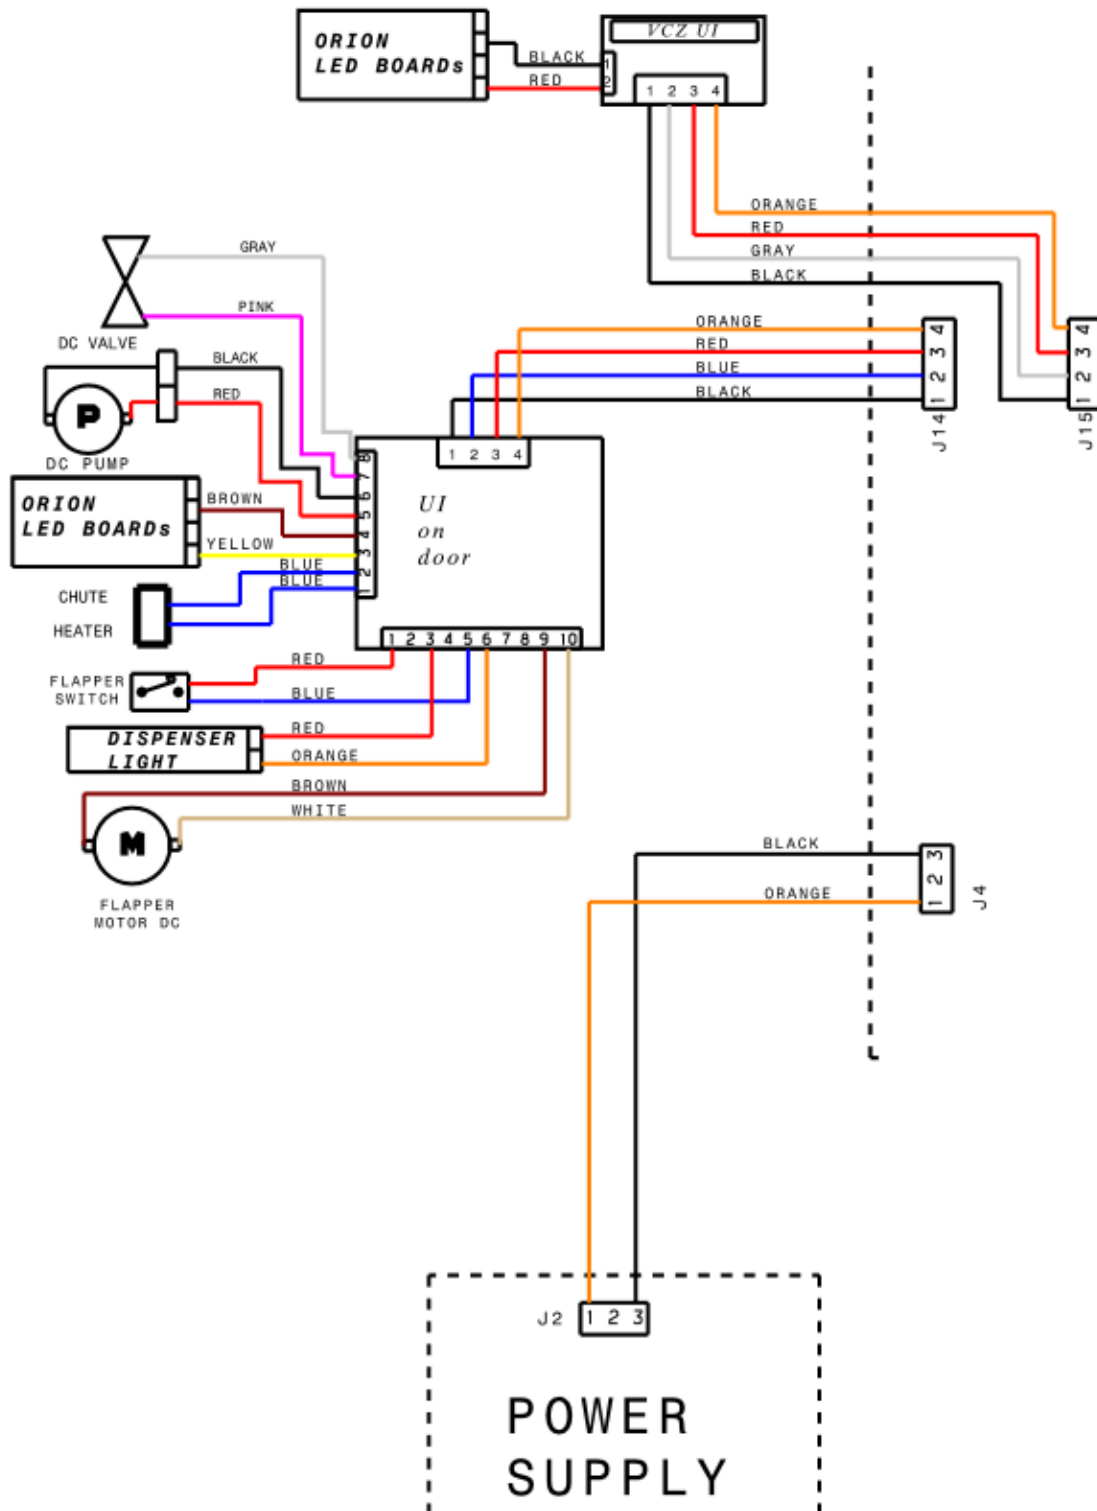 ORION
LED BOARDs
BLACK
RED
VCZ UI
1
2
1 2 3 4
ORANGE
RED
GRAY
BLACK
GRAY
PINK
DC VALVE
BLACK
RED
P
DC PUMP
ORANGE
RED
BLUE
BLACK
4
3
2
1
J14
4
3
2
1
J15
ORION
LED BOARDs
BROWN
YELLOW
BLUE
BLUE
CHUTE
HEATER
8
7
6
5
4
3
2
1
1 2 3 4
UI
on
door
1 2 3 4 5 6 7 8 9 10
FLAPPER
SWITCH
RED
BLUE
DISPENSER
LIGHT
RED
ORANGE
BROWN
WHITE
M
FLAPPER
MOTOR DC
BLACK
ORANGE
3
2
1
J4
J2
1 2 3
POWER
SUPPLY